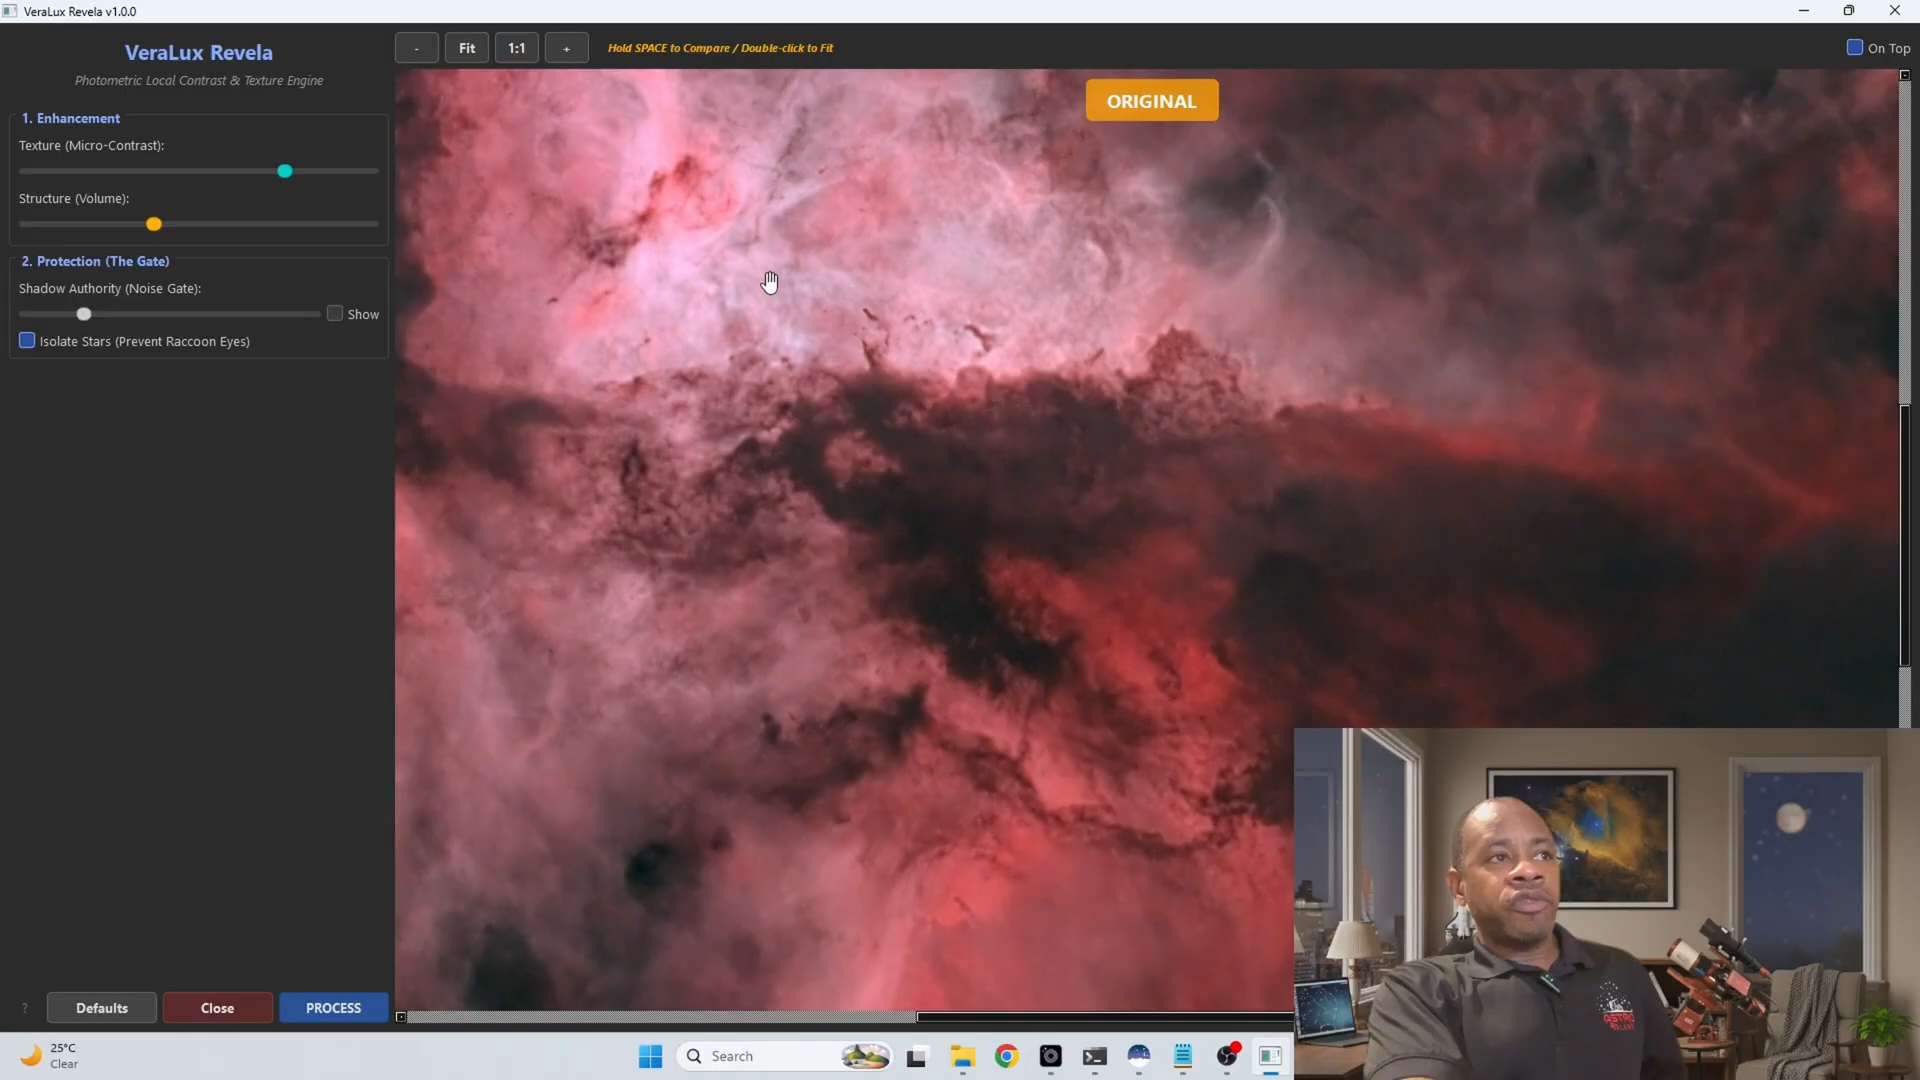 VeraLux Revela v1.0.0
VeraLux Revela
Photometric Local Contrast & Texture Engine
- Fit 1:1 + Hold SPACE to Compare / Double-click to Fit
On Top
ORIGINAL
1. Enhancement
Texture (Micro-Contrast):
Structure (Volume):
2. Protection (The Gate)
Shadow Authority (Noise Gate):
Show
Isolate Stars (Prevent Raccoon Eyes)
? Defaults Close PROCESS
25°C
Clear
Search
ASTRO